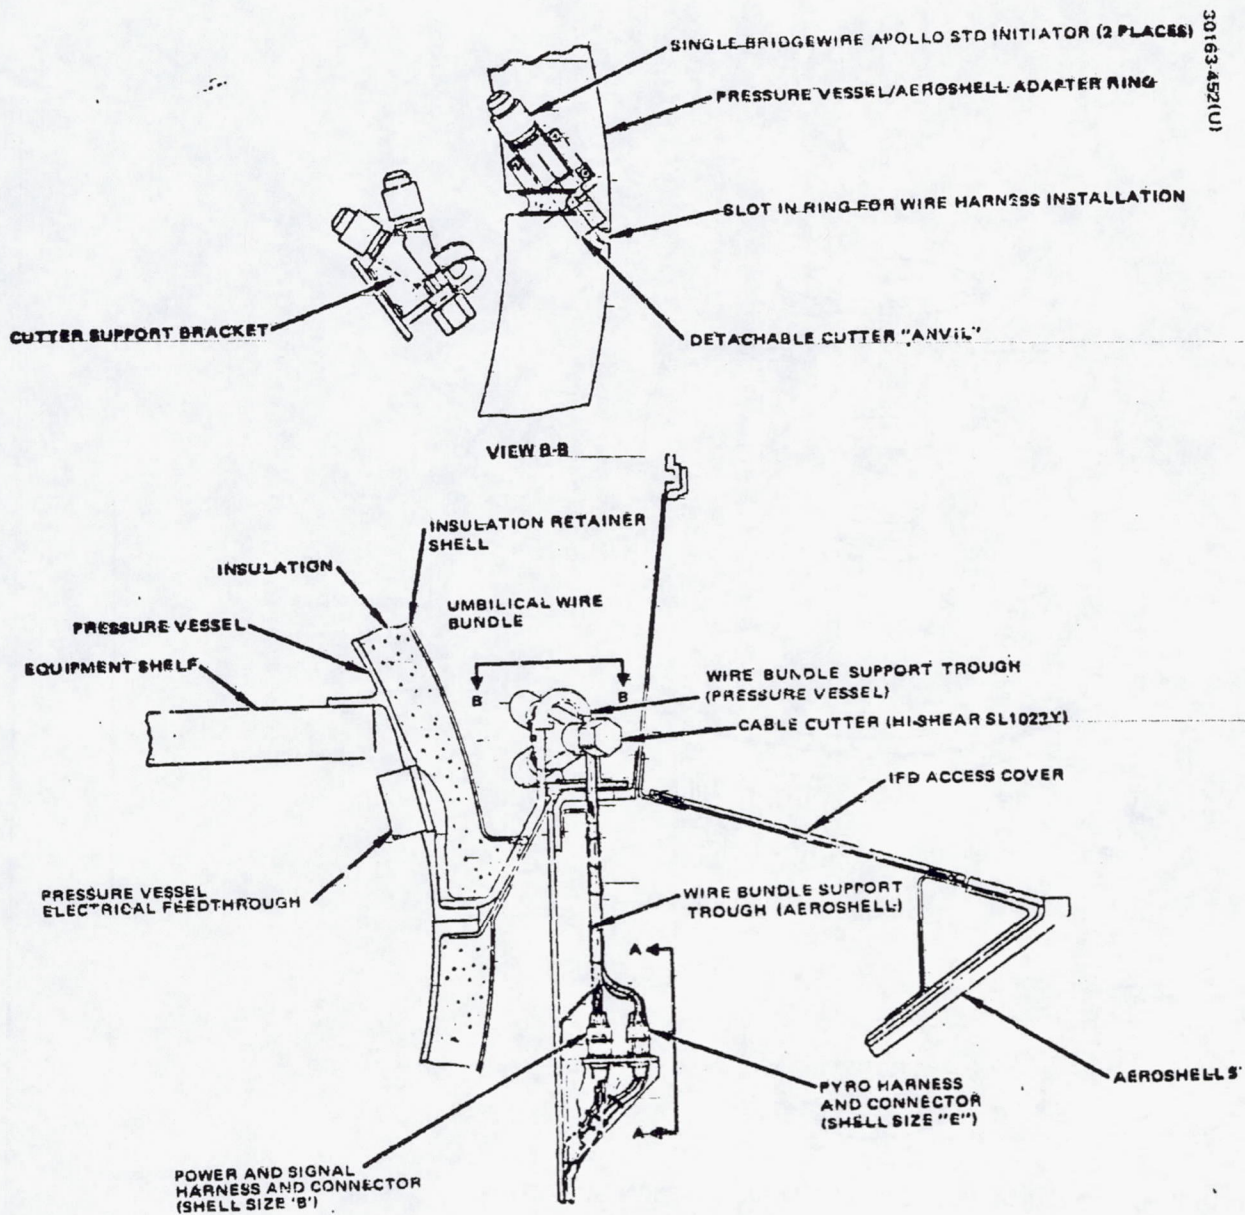 30163-452(U)
SINGLE BRIDGEWIRE APOLLO STD INITIATOR (2 PLACES)
PRESSURE VESSEL/AEROSHELL ADAPTER RING
SLOT IN RING FOR WIRE HARNESS INSTALLATION
CUTTER SUPPORT BRACKET
DETACHABLE CUTTER "ANVIL"
VIEW B-B
INSULATION RETAINER
SHELL
INSULATION
UMBILICAL WIRE
BUNDLE
PRESSURE VESSEL
EQUIPMENT SHELF
B
B
WIRE BUNDLE SUPPORT TROUGH
(PRESSURE VESSEL)
CABLE CUTTER (HI-SHEAR SL1022Y)
IFD ACCESS COVER
PRESSURE VESSEL
ELECTRICAL FEEDTHROUGH
WIRE BUNDLE SUPPORT
TROUGH (AEROSHELL)
A
A
PYRO HARNESS
AND CONNECTOR
(SHELL SIZE "E")
AEROSHELLS
POWER AND SIGNAL
HARNESS AND CONNECTOR
(SHELL SIZE 'B')